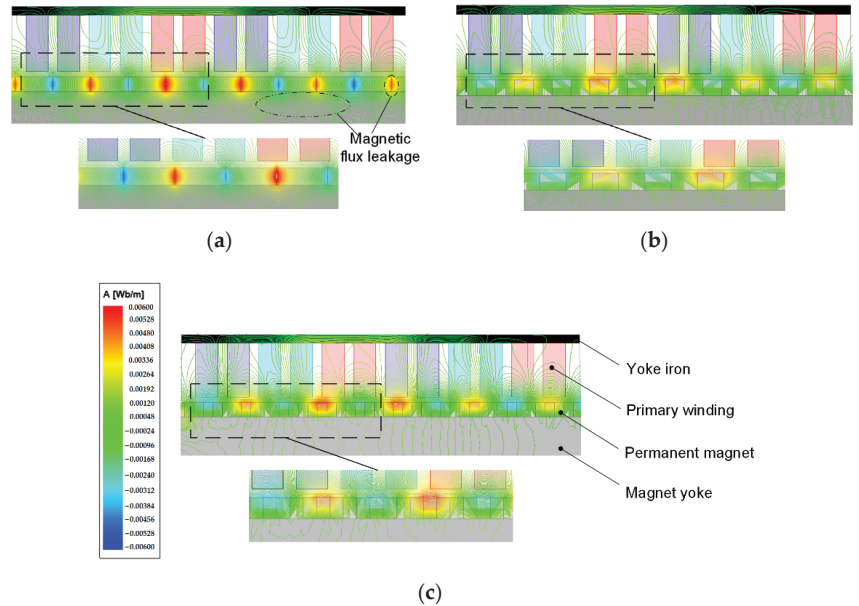 Magnetic
flux leakage
(a)
(b)
A [Wb/m]
0.00600
0.00528
0.00480
0.00408
0.00336
0.00264
0.00192
0.00120
0.00048
0.00024
−0.00096
−0.00168
−0.00240
−0.00312
−0.00384
−0.00456
−0.00528
−0.00600
Yoke iron
Primary winding
Permanent magnet
Magnet yoke
(c)